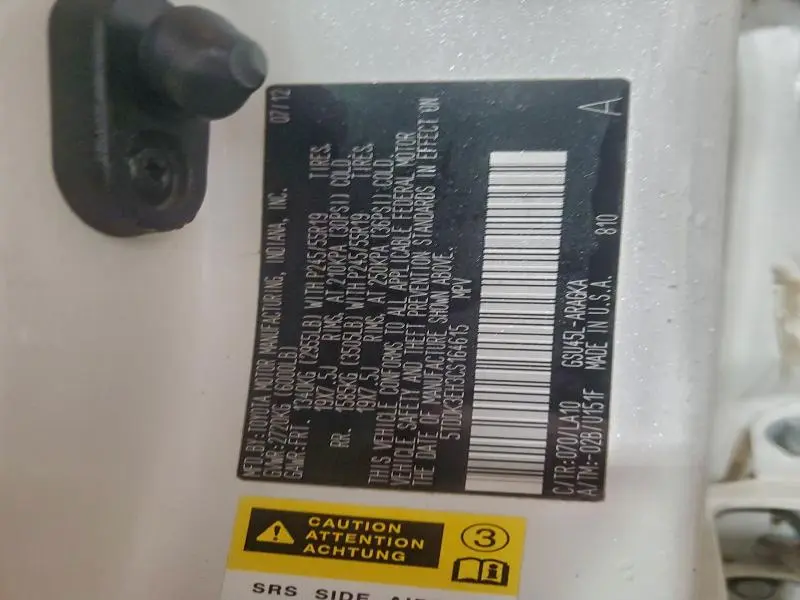 MFT BY: TOYOTA MOTOR MANUFACTURING, INDIANA, INC. 07/12
GVWR: 2720KG (6000LB)
GAWR: FRT. 1340KG (2955LB) WITH P245/55R19 TIRES.
19X7.5J RIMS, AT 210KPA (30PSI) COLD.
RR. 1585KG (3505LB) WITH P245/55R19 TIRES.
19X7.5J RIMS, AT 250KPA (36PSI) COLD.
THIS VEHICLE CONFORMS TO ALL APPLICABLE FEDERAL MOTOR
VEHICLE SAFETY AND THEFT PREVENTION STANDARDS IN EFFECT ON
THE DATE OF MANUFACTURE SHOWN ABOVE.
5TDDK3EH3CS164615 MPV
C/TR: 070/LA10 GSU45L-ARAGKA 810 A
A/TM: -02B/U151F MADE IN U.S.A.
CAUTION
ATTENTION
ACHTUNG
3
SRS SIDE